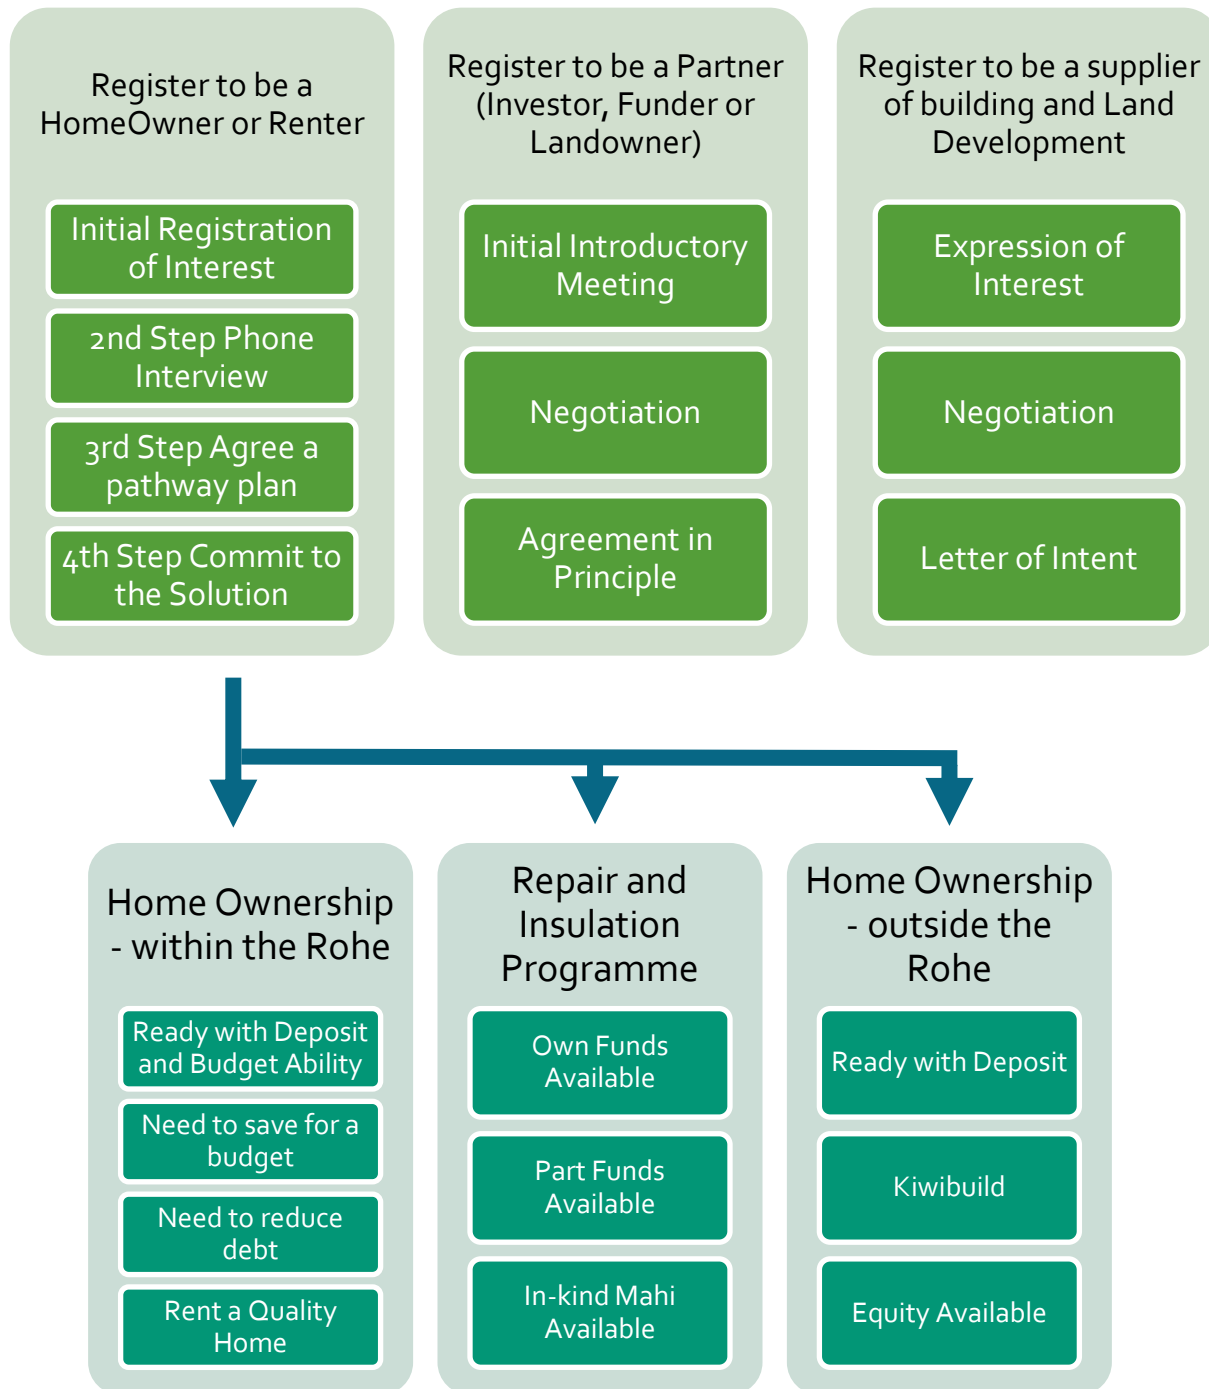 Register to be a
HomeOwner or Renter
Initial Registration
of Interest
2nd Step Phone
Interview
3rd Step Agree a
pathway plan
4th Step Commit to
the Solution
Register to be a Partner
(Investor, Funder or
Landowner)
Initial Introductory
Meeting
Negotiation
Agreement in
Principle
Register to be a supplier
of building and Land
Development
Expression of
Interest
Negotiation
Letter of Intent
Home Ownership
- within the Rohe
Ready with Deposit
and Budget Ability
Need to save for a
budget
Need to reduce
debt
Rent a Quality
Home
Repair and
Insulation
Programme
Own Funds
Available
Part Funds
Available
In-kind Mahi
Available
Home Ownership
- outside the
Rohe
Ready with Deposit
Kiwibuild
Equity Available